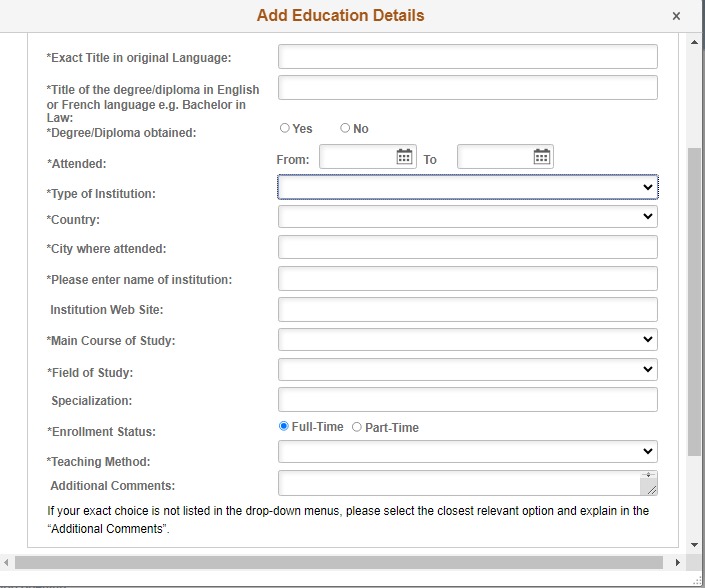 Add Education Details
×
*Exact Title in original Language:
*Title of the degree/diploma in English
or French language e.g. Bachelor in
Law:
*Degree/Diploma obtained:
Yes No
*Attended:
From: To
*Type of Institution:
*Country:
*City where attended:
*Please enter name of institution:
Institution Web Site:
*Main Course of Study:
*Field of Study:
Specialization:
*Enrollment Status:
Full-Time Part-Time
*Teaching Method:
Additional Comments:
If your exact choice is not listed in the drop-down menus, please select the closest relevant option and explain in the
“Additional Comments”.